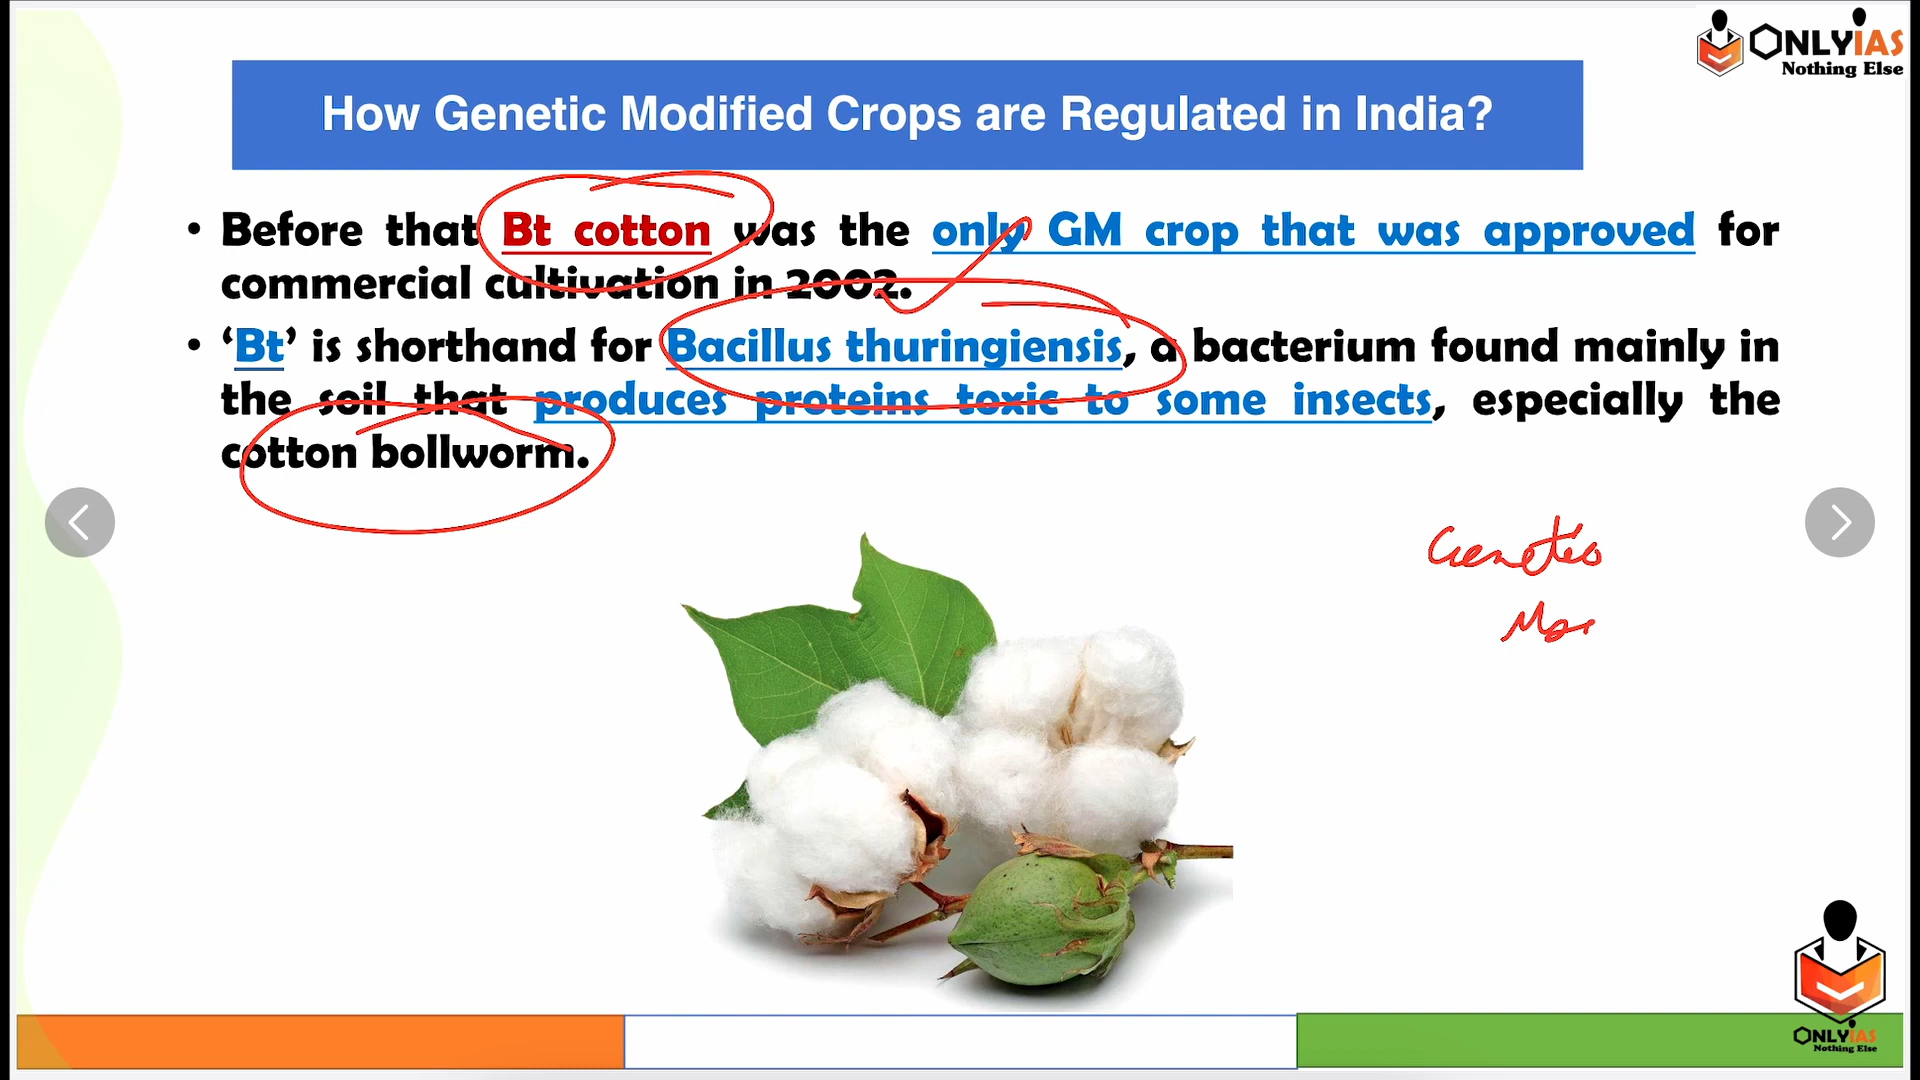 ONLYIAS
Nothing Else
How Genetic Modified Crops are Regulated in India?
• Before that Bt cotton was the only GM crop that was approved for
commercial cultivation in 2002.
• ‘Bt’ is shorthand for Bacillus thuringiensis, a bacterium found mainly in
the soil that produces proteins toxic to some insects, especially the
cotton bollworm.
ONLYIAS
Nothing Else